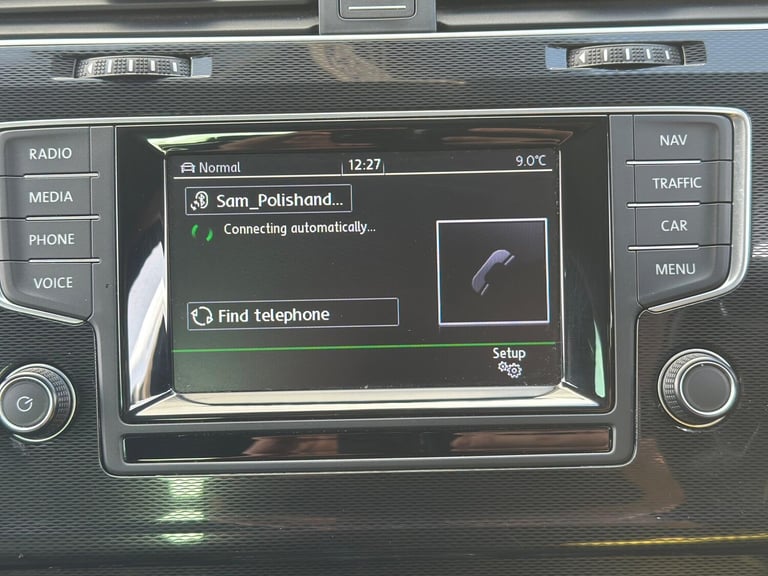 RADIO
MEDIA
PHONE
VOICE
Normal 12:27 9.0°C
Sam_Polishand...
Connecting automatically...
Find telephone
Setup
NAV
TRAFFIC
CAR
MENU